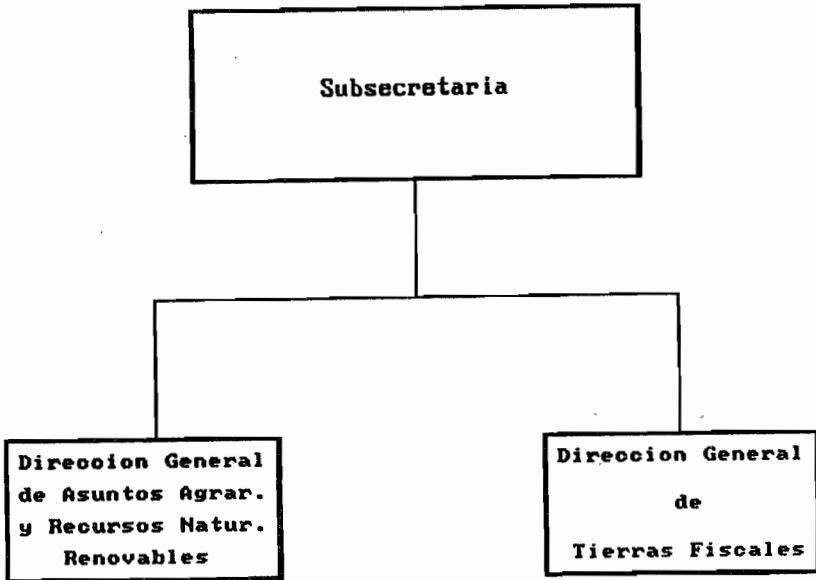 Subsecretaria
Direccion General
de Asuntos Agrar.
y Recursos Natur.
Renovables
Direccion General
de
Tierras Fiscales